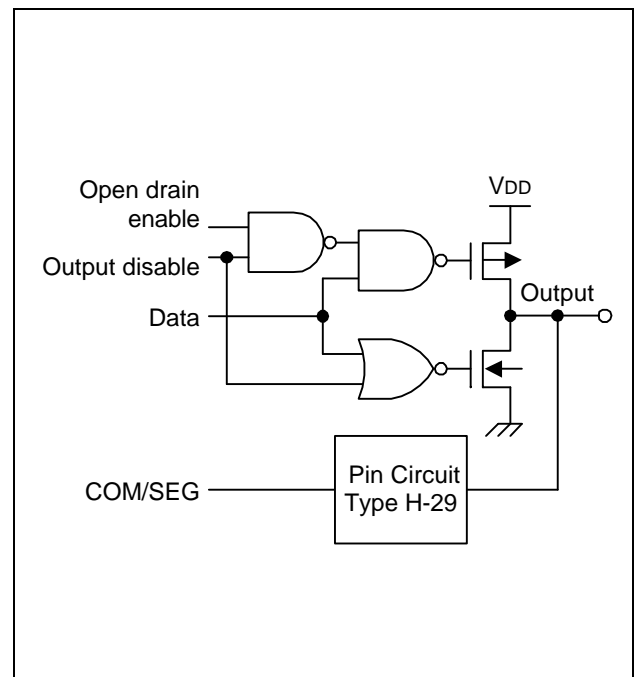 Open drain
enable
Output disable
Data
VDD
Output
COM/SEG
Pin Circuit
Type H-29